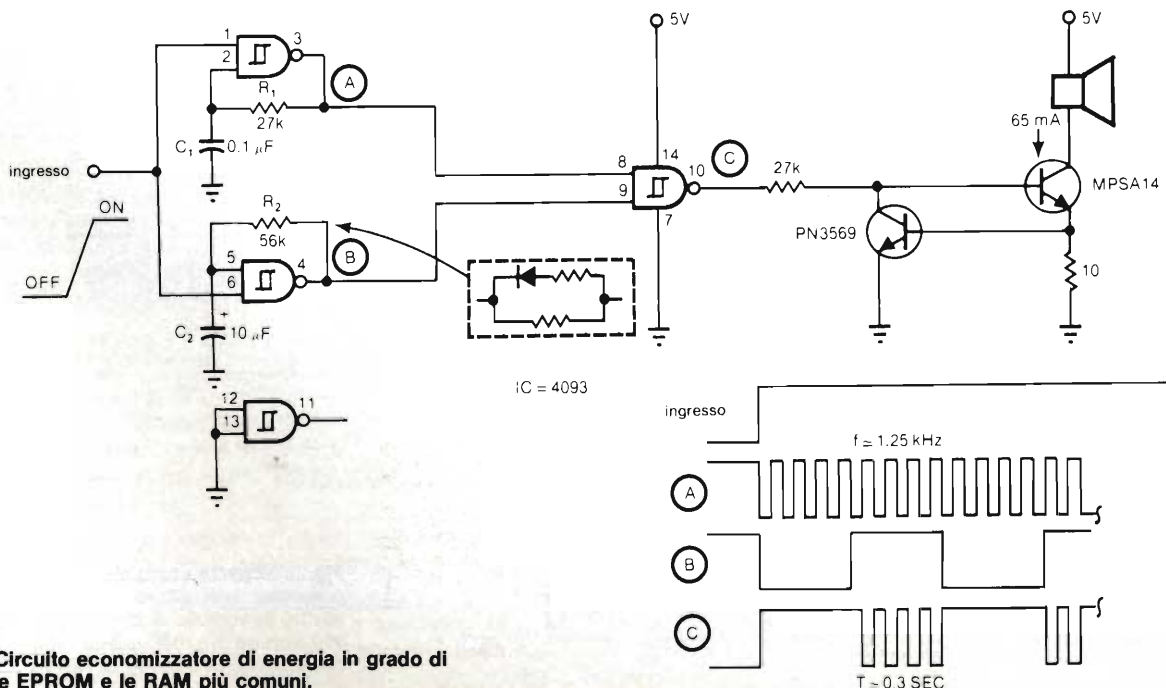 5V
5V
1
2
3
A
R₁
27k
C₁
0.1 µF
65 mA
ingresso
8
9
14
10
7
C
27k
MPSA14
PN3569
ON
OFF
R₂
56k
5
6
4
B
10
C₂
+
10 µF
IC = 4093
12
13
11
ingresso
f ≃ 1.25 kHz
A
B
C
T ~ 0.3 SEC
Circuito economizzatore di energia in grado di
e EPROM e le RAM più comuni.